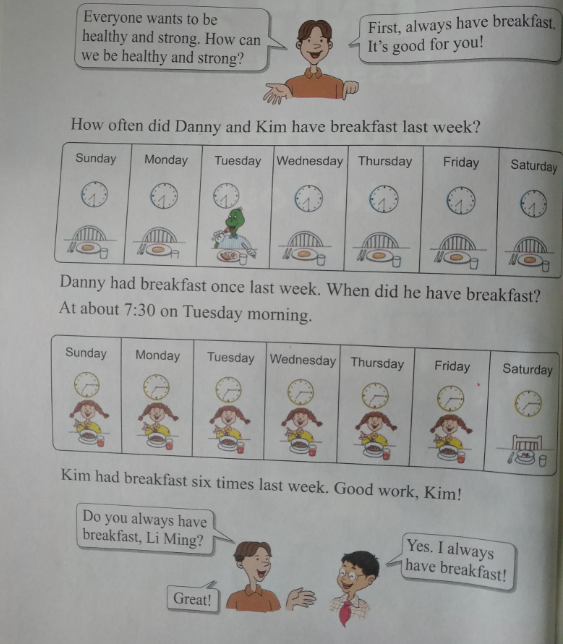 Everyone wants to be
healthy and strong. How can
we be healthy and strong?
First, always have breakfast.
It's good for you!
How often did Danny and Kim have breakfast last week?
Sunday Monday Tuesday Wednesday Thursday Friday Saturday
Danny had breakfast once last week. When did he have breakfast?
At about 7:30 on Tuesday morning.
Sunday Monday Tuesday Wednesday Thursday Friday Saturday
Kim had breakfast six times last week. Good work, Kim!
Do you always have
breakfast, Li Ming?
Yes. I always
have breakfast!
Great!